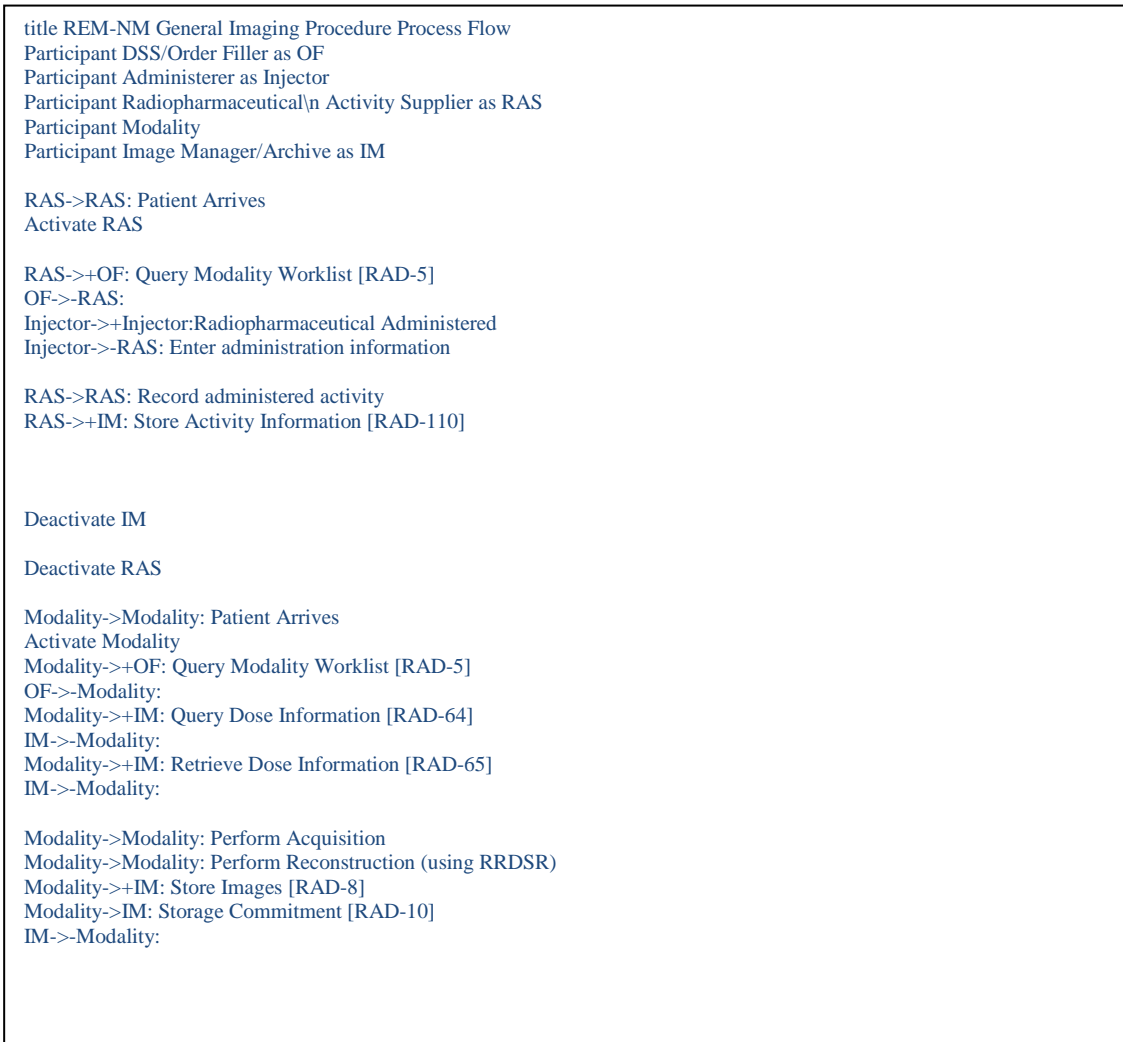 title REM-NM General Imaging Procedure Process Flow
Participant DSS/Order Filler as OF
Participant Administerer as Injector
Participant Radiopharmaceutical\n Activity Supplier as RAS
Participant Modality
Participant Image Manager/Archive as IM
RAS->RAS: Patient Arrives
Activate RAS
RAS->+OF: Query Modality Worklist [RAD-5]
OF->-RAS:
Injector->+Injector:Radiopharmaceutical Administered
Injector->-RAS: Enter administration information
RAS->RAS: Record administered activity
RAS->+IM: Store Activity Information [RAD-110]
Deactivate IM
Deactivate RAS
Modality->Modality: Patient Arrives
Activate Modality
Modality->+OF: Query Modality Worklist [RAD-5]
OF->-Modality:
Modality->+IM: Query Dose Information [RAD-64]
IM->-Modality:
Modality->+IM: Retrieve Dose Information [RAD-65]
IM->-Modality:
Modality->Modality: Perform Acquisition
Modality->Modality: Perform Reconstruction (using RRDSR)
Modality->+IM: Store Images [RAD-8]
Modality->IM: Storage Commitment [RAD-10]
IM->-Modality: